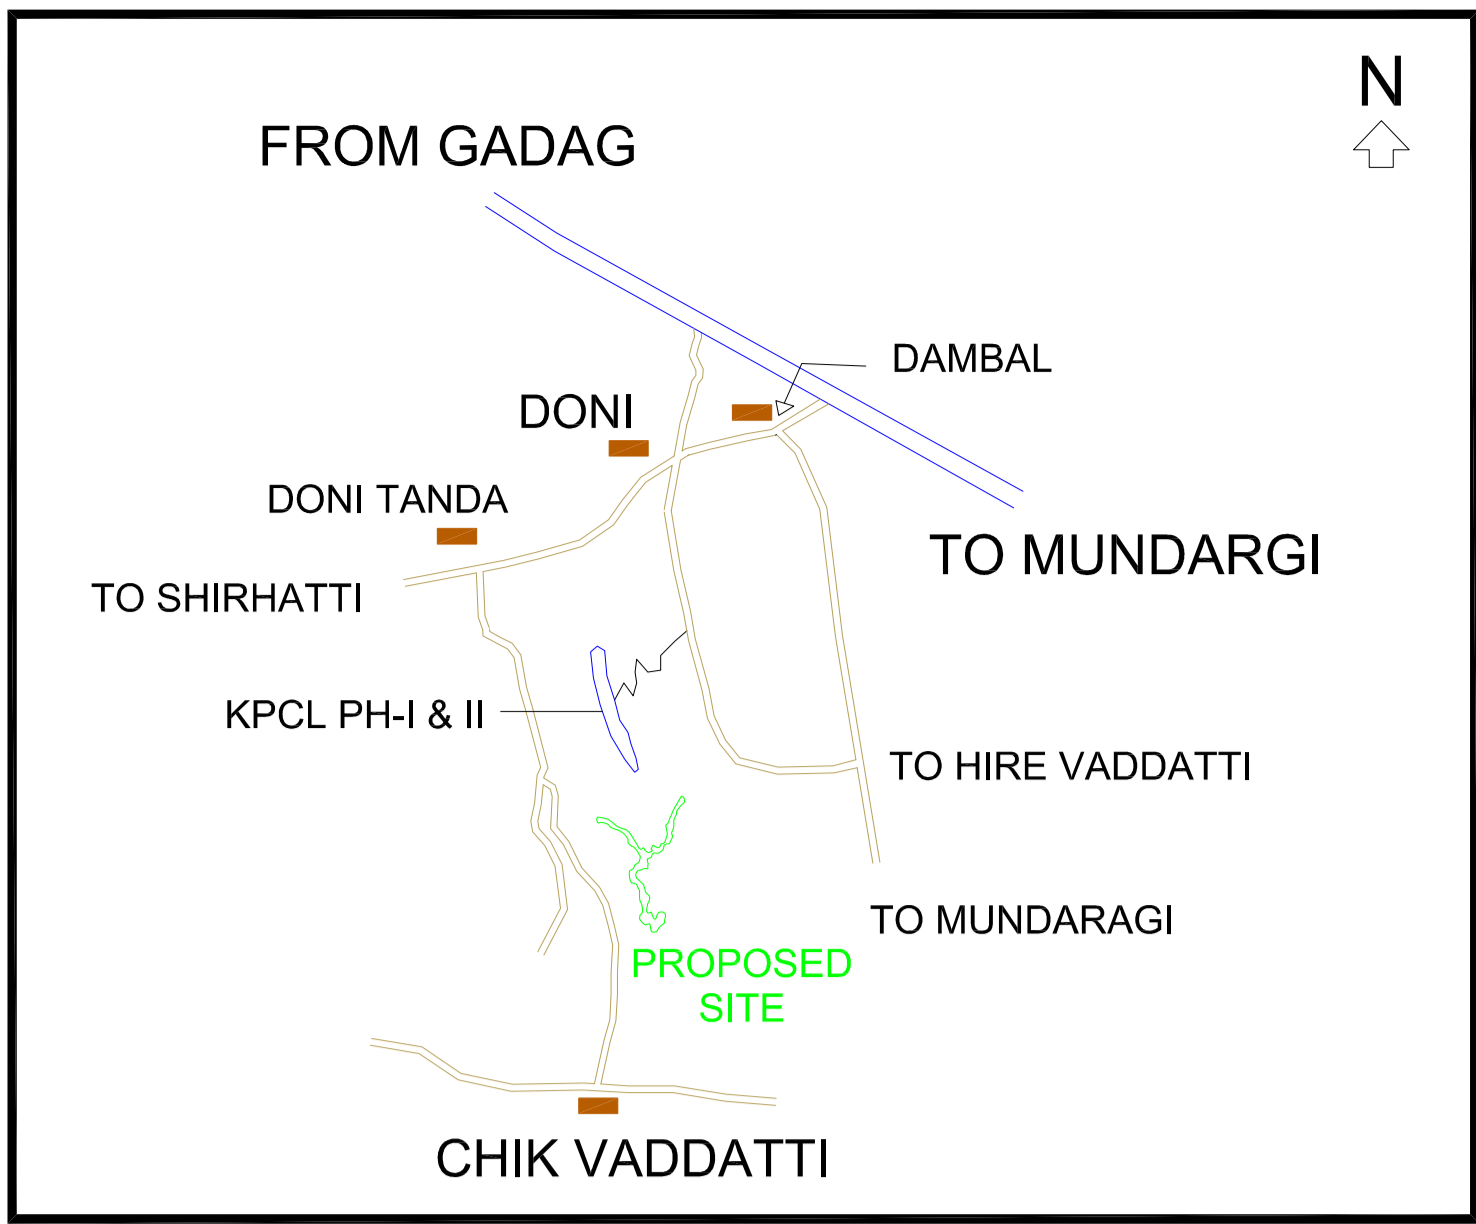 N
FROM GADAG
DAMBAL
DONI
DONI TANDA
TO MUNDARGI
TO SHIRHATTI
KPCL PH-I & II
TO HIRE VADDATTI
TO MUNDARAGI
PROPOSED
SITE
CHIK VADDATTI